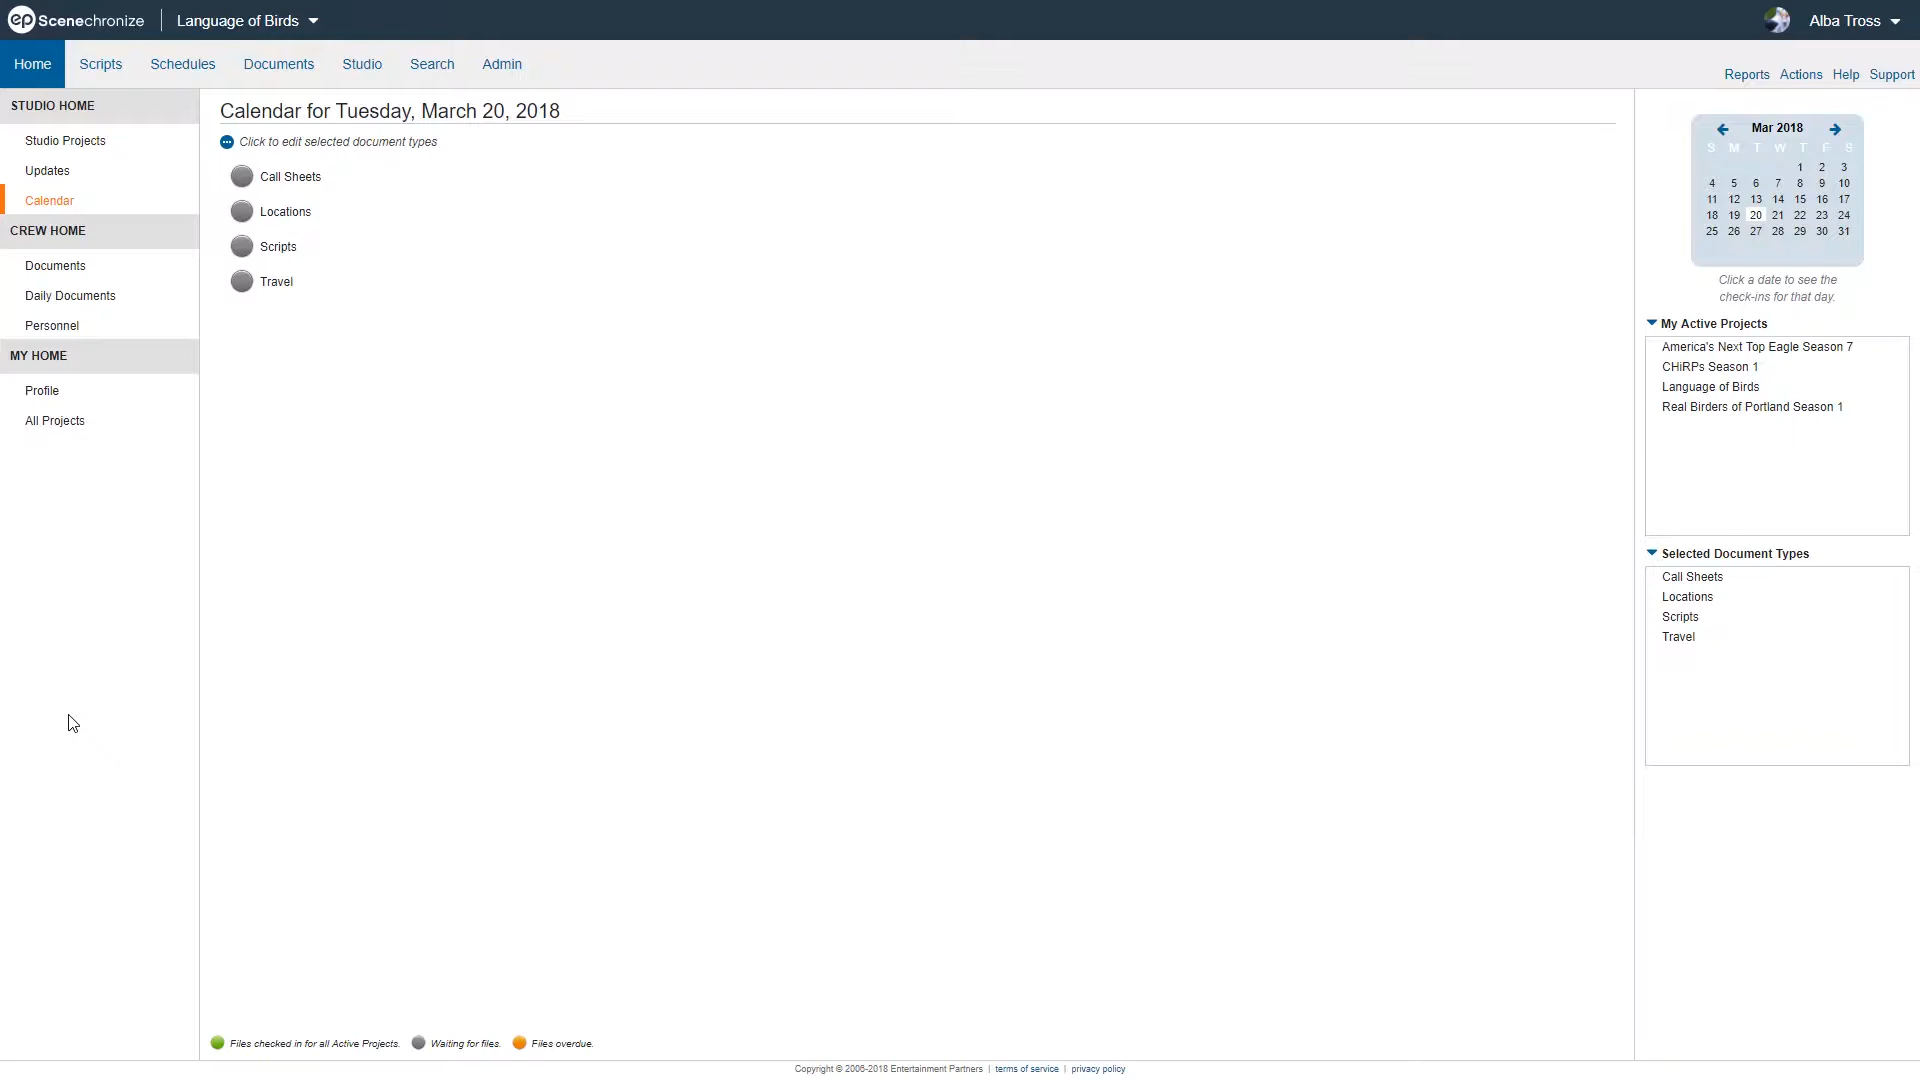 ep Scenechronize
Language of Birds
Alba Tross
Home
Scripts
Schedules
Documents
Studio
Search
Admin
Reports
Actions
Help
Support
STUDIO HOME
Studio Projects
Updates
Calendar
CREW HOME
Documents
Daily Documents
Personnel
MY HOME
Profile
All Projects
Calendar for Tuesday, March 20, 2018
Click to edit selected document types
Call Sheets
Locations
Scripts
Travel
Files checked in for all Active Projects.
Waiting for files.
Files overdue.
Mar 2018
S M T W T F S
1 2 3
4 5 6 7 8 9 10
11 12 13 14 15 16 17
18 19 20 21 22 23 24
25 26 27 28 29 30 31
Click a date to see the
check-ins for that day.
My Active Projects
America's Next Top Eagle Season 7
CHiRPs Season 1
Language of Birds
Real Birders of Portland Season 1
Selected Document Types
Call Sheets
Locations
Scripts
Travel
Copyright © 2006-2018 Entertainment Partners | terms of service | privacy policy